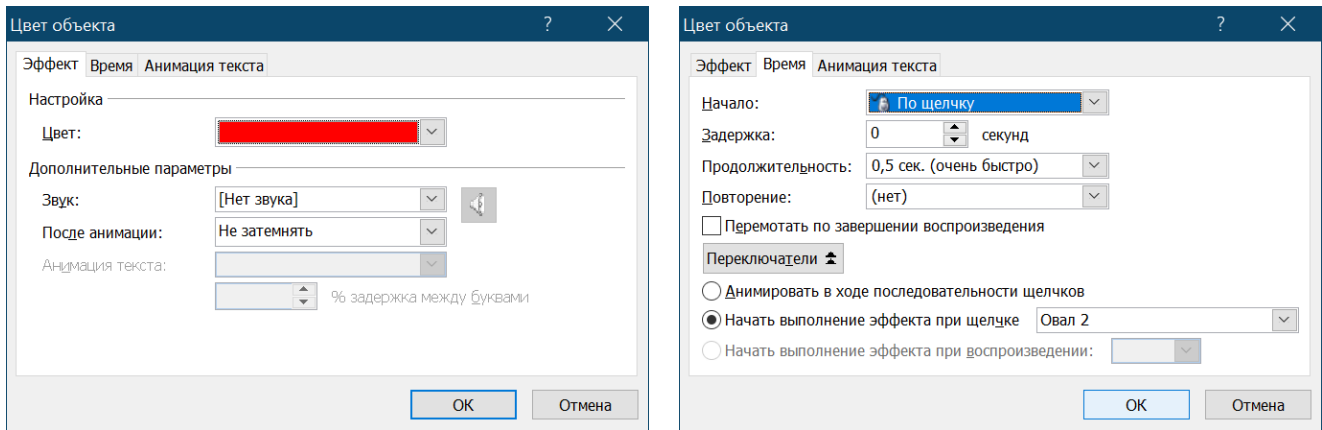 Цвет объекта ?
Эффект Время Анимация текста
Настройка
Цвет:
Дополнительные параметры
Звук: [Нет звука]
После анимации: Не затемнять
Анимация текста:
% задержка между буквами
ОК Отмена
Цвет объекта ?
Эффект Время Анимация текста
Начало: По щелчку
Задержка: 0 секунд
Продолжительность: 0,5 сек. (очень быстро)
Повторение: (нет)
Перемотать по завершении воспроизведения
Переключатели
Анимировать в ходе последовательности щелчков
Начать выполнение эффекта при щелчке Овал 2
Начать выполнение эффекта при воспроизведении:
ОК Отмена